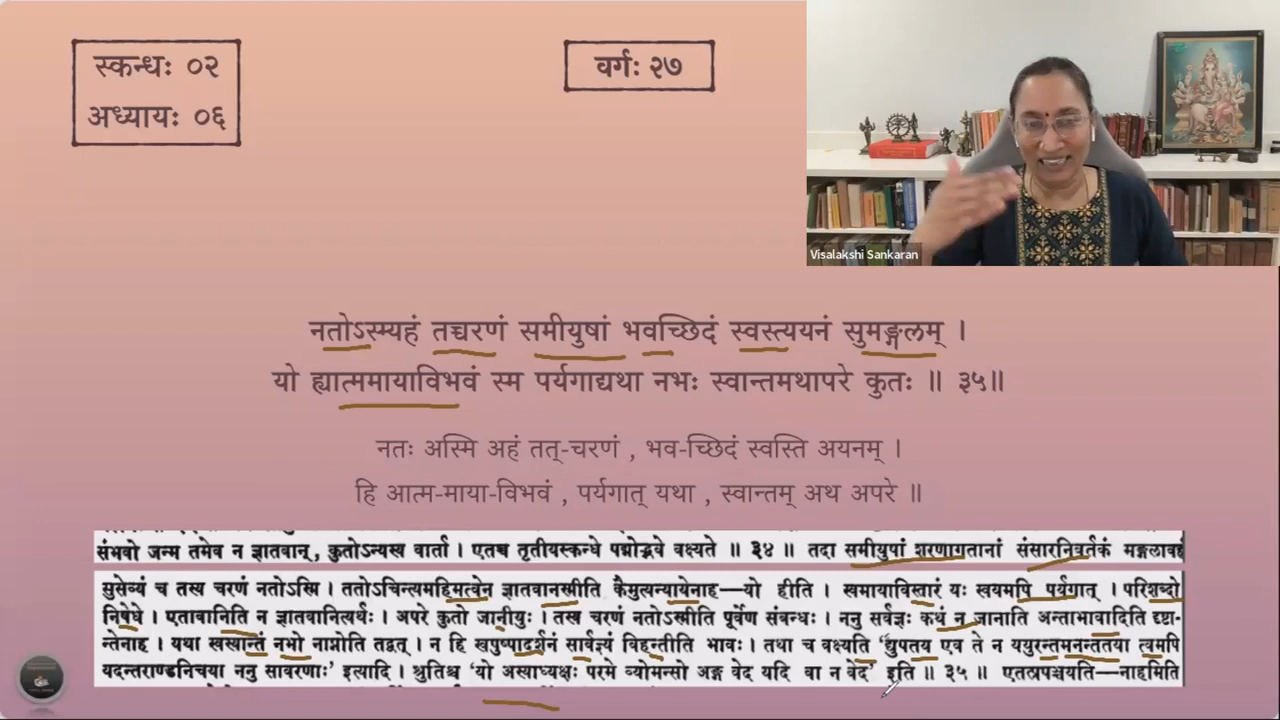 स्कन्धः ०२
अध्यायः ०६
वर्गः २७
Visalakshi Sankaran
नतोऽस्म्यहं तच्चरणं समीयुषां भवच्छिदं स्वस्त्ययनं सुमङ्गलम् ।
यो ह्यात्ममायाविभवं स्म पर्यगाद्यथा नभः स्वान्तमथापरे कुतः ॥ ३५॥
नतः अस्मि अहं तत्-चरणं , भव-च्छिदं स्वस्ति अयनम् ।
हि आत्म-माया-विभवं , पर्यगात् यथा , स्वान्तम् अथ अपरे ॥
संभवो जन्म तमेव न ज्ञातवान् , कुतोऽन्यस्य वार्ता । एतच्च तृतीयस्कन्धे पद्मोद्भवे वक्ष्यते ॥ ३४ ॥ तदा समीयुषां शरणागतानां संसारनिवर्तकं मङ्गलावहं
सुसेव्यं च तस्य चरणं नतोऽस्मि । ततोऽचिन्त्यमहिमत्वेन ज्ञातवानस्मीति कैमुत्यन्यायेनाह—यो हीति । स्वमायाविस्तारं यः स्वयमपि पर्यगात् । परिशब्दो
निषेधे । एतावानिति न ज्ञातवानित्यर्थः । अपरे कुतो जानीयुः । तस्य चरणं नतोऽस्मीति पूर्वेण संबन्धः । ननु सर्वज्ञः कथं न जानाति अन्ताभावादिति दृष्टा-
न्तेनाह । यथा स्वस्यान्तं नभो नाप्नोति तद्वत् । न हि खपुष्पादर्शनं सार्वज्ञ्यं विहन्तीति भावः । तथा च वक्ष्यति ‘द्युपतय एव ते न ययुरन्तमनन्ततया त्वमपि
यदन्तराण्डनिचया ननु सावरणाः’ इत्यादि । श्रुतिश्च ‘यो अस्याध्यक्षः परमे व्योमन्सो अङ्ग वेद यदि वा न वेद’ इति ॥ ३५ ॥ एतत्प्रपञ्चयति—नाहमिति